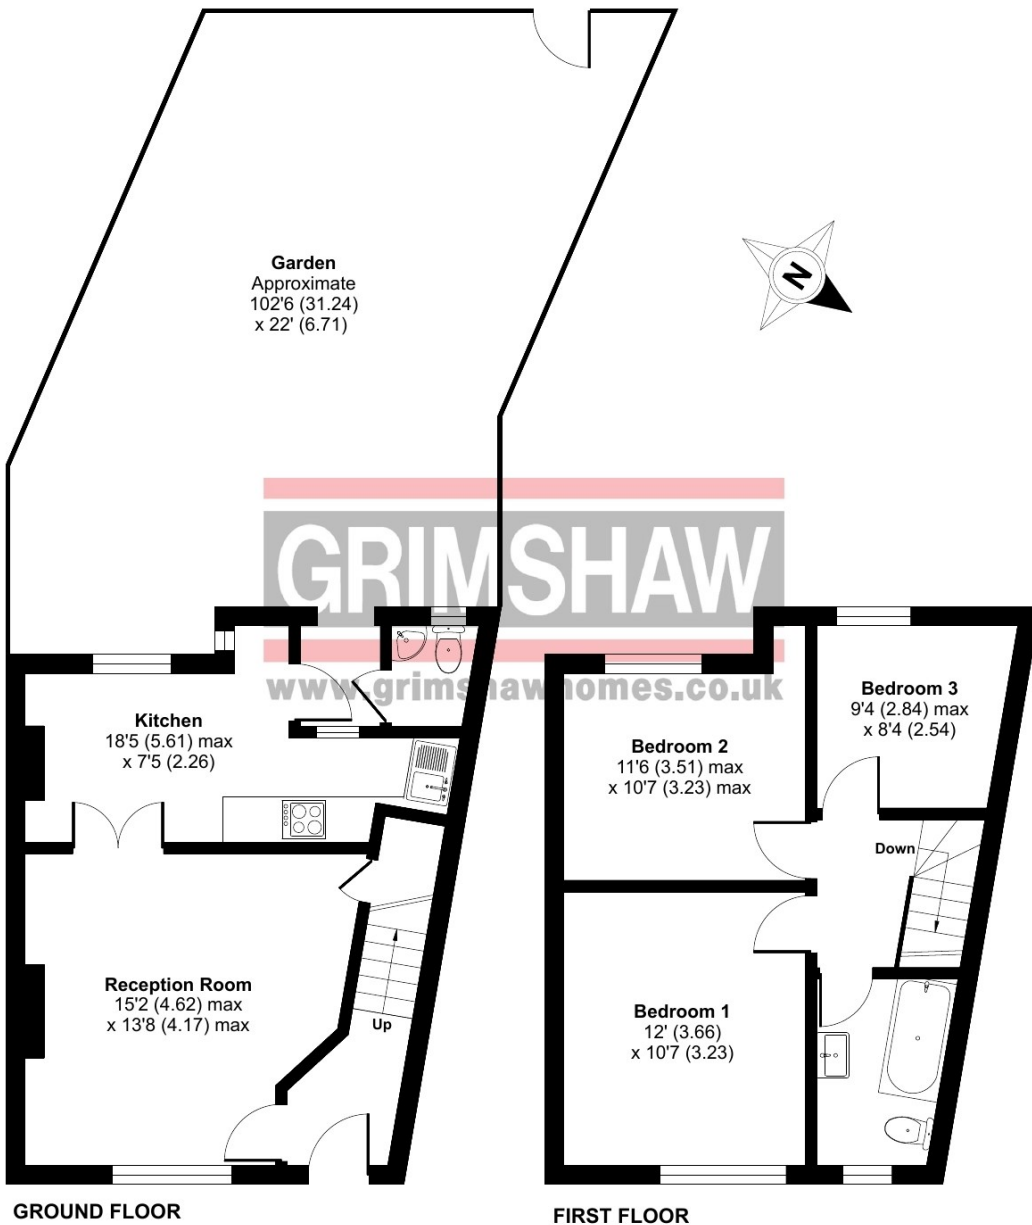 Garden
Approximate
102'6 (31.24)
x 22' (6.71)
N
GRIMSHAW
www.grimshawhomes.co.uk
Kitchen
18'5 (5.61) max
x 7'5 (2.26)
Reception Room
15'2 (4.62) max
x 13'8 (4.17) max
Up
Bedroom 2
11'6 (3.51) max
x 10'7 (3.23) max
Bedroom 3
9'4 (2.84) max
x 8'4 (2.54)
Down
Bedroom 1
12' (3.66)
x 10'7 (3.23)
GROUND FLOOR
FIRST FLOOR